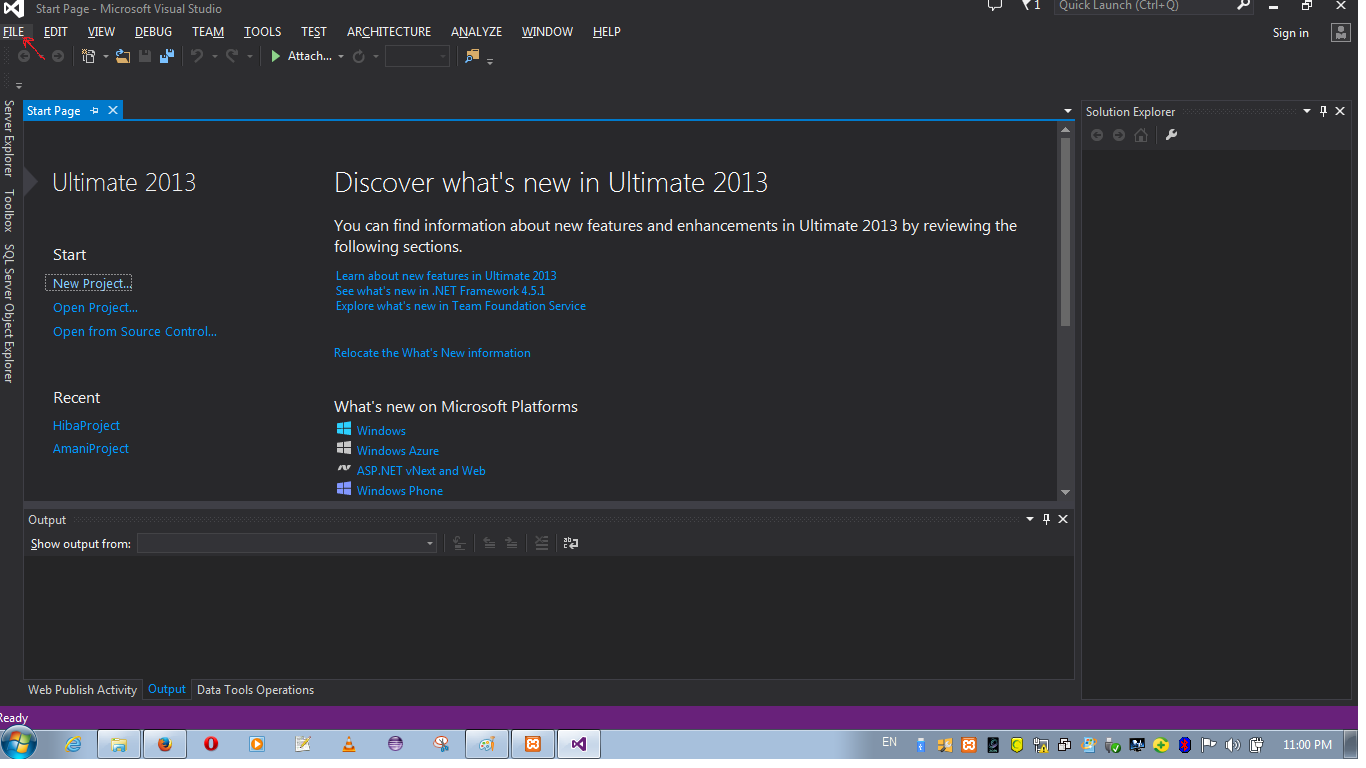 Start Page - Microsoft Visual Studio
1
Quick Launch (Ctrl+Q)
FILE EDIT VIEW DEBUG TEAM TOOLS TEST ARCHITECTURE ANALYZE WINDOW HELP
Sign in
Attach...
Server Explorer
Toolbox
SQL Server Object Explorer
Start Page
Solution Explorer
Ultimate 2013
Start
New Project...
Open Project...
Open from Source Control...
Recent
HibaProject
AmaniProject
Discover what's new in Ultimate 2013
You can find information about new features and enhancements in Ultimate 2013 by reviewing the
following sections.
Learn about new features in Ultimate 2013
See what's new in .NET Framework 4.5.1
Explore what's new in Team Foundation Service
Relocate the What's New information
What's new on Microsoft Platforms
Windows
Windows Azure
ASP.NET vNext and Web
Windows Phone
Output
Show output from:
Web Publish Activity Output Data Tools Operations
Ready
EN
11:00 PM